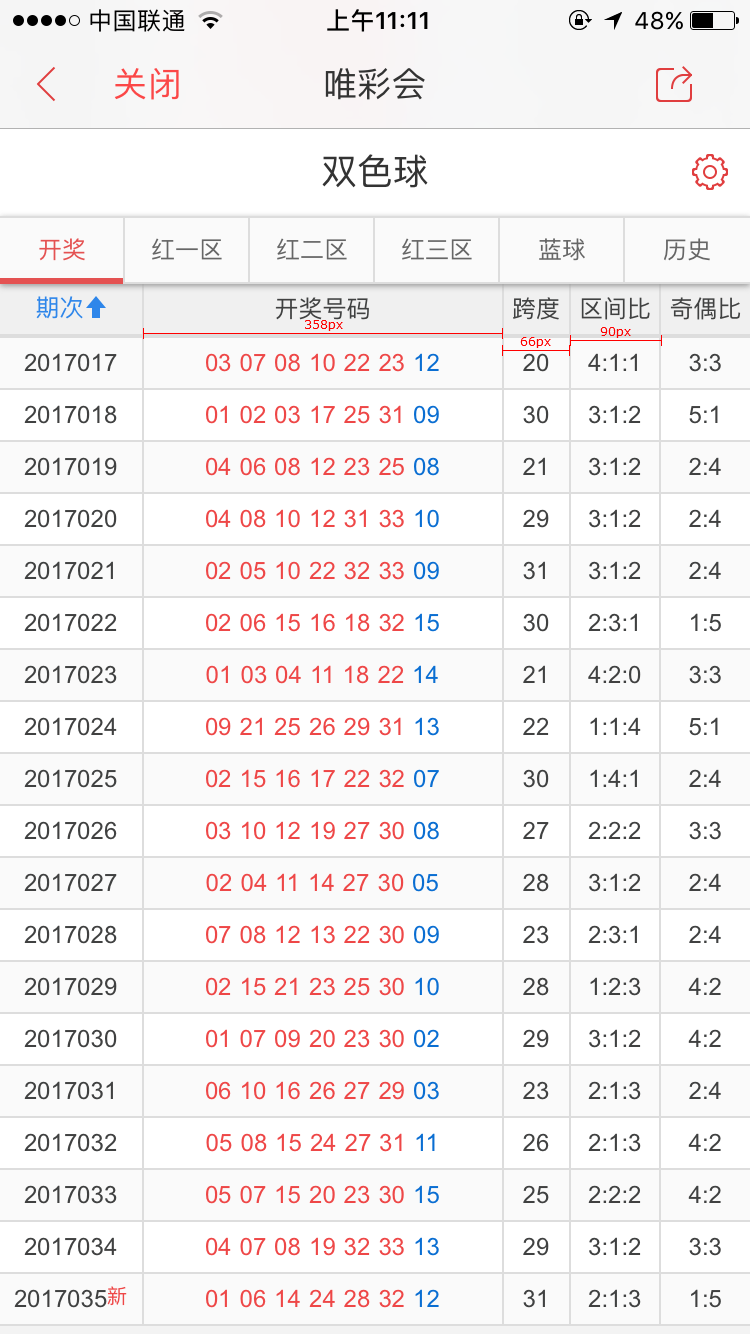 中国联通 上午11:11 48%
关闭 唯彩会
双色球
开奖 红一区 红二区 红三区 蓝球 历史
期次 开奖号码 跨度 区间比 奇偶比
358px 66px 90px
2017017 03 07 08 10 22 23 12 20 4:1:1 3:3
2017018 01 02 03 17 25 31 09 30 3:1:2 5:1
2017019 04 06 08 12 23 25 08 21 3:1:2 2:4
2017020 04 08 10 12 31 33 10 29 3:1:2 2:4
2017021 02 05 10 22 32 33 09 31 3:1:2 2:4
2017022 02 06 15 16 18 32 15 30 2:3:1 1:5
2017023 01 03 04 11 18 22 14 21 4:2:0 3:3
2017024 09 21 25 26 29 31 13 22 1:1:4 5:1
2017025 02 15 16 17 22 32 07 30 1:4:1 2:4
2017026 03 10 12 19 27 30 08 27 2:2:2 3:3
2017027 02 04 11 14 27 30 05 28 3:1:2 2:4
2017028 07 08 12 13 22 30 09 23 2:3:1 2:4
2017029 02 15 21 23 25 30 10 28 1:2:3 4:2
2017030 01 07 09 20 23 30 02 29 3:1:2 4:2
2017031 06 10 16 26 27 29 03 23 2:1:3 2:4
2017032 05 08 15 24 27 31 11 26 2:1:3 4:2
2017033 05 07 15 20 23 30 15 25 2:2:2 4:2
2017034 04 07 08 19 32 33 13 29 3:1:2 3:3
2017035新 01 06 14 24 28 32 12 31 2:1:3 1:5